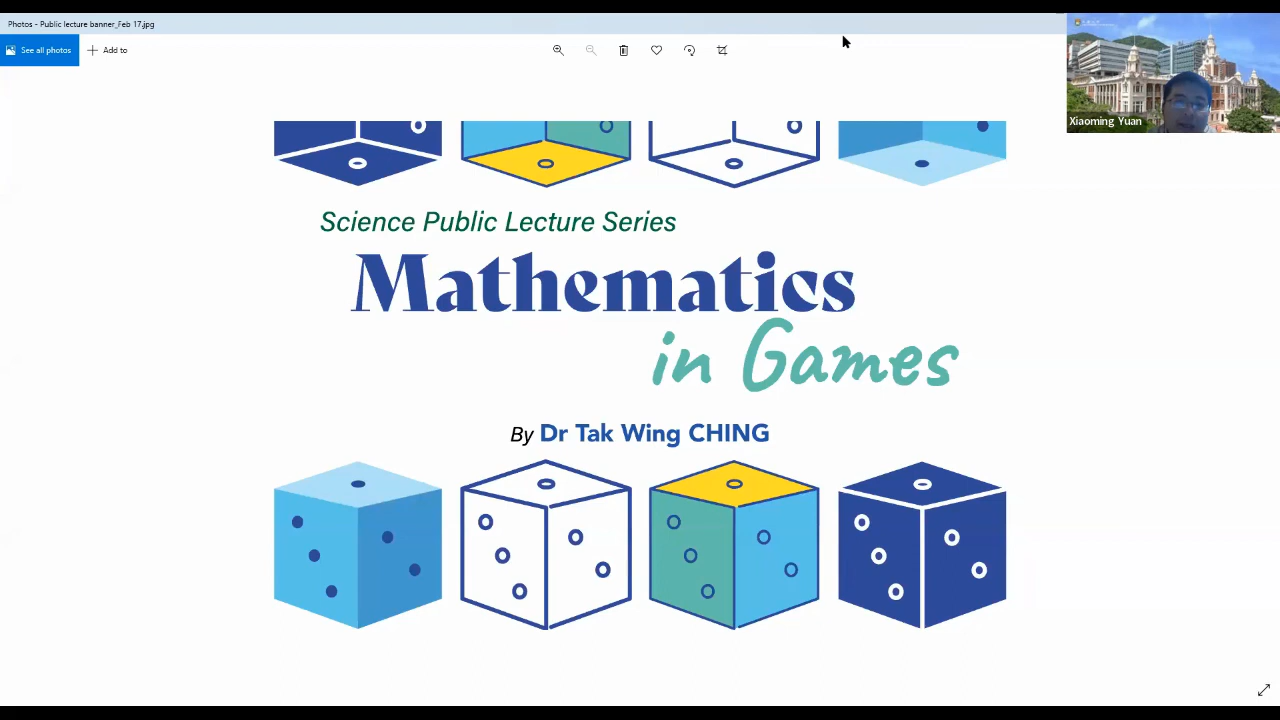 Photos - Public lecture banner_Feb 17.jpg
See all photos
Add to
Xiaoming Yuan
Science Public Lecture Series
Mathematics
in Games
By Dr Tak Wing CHING